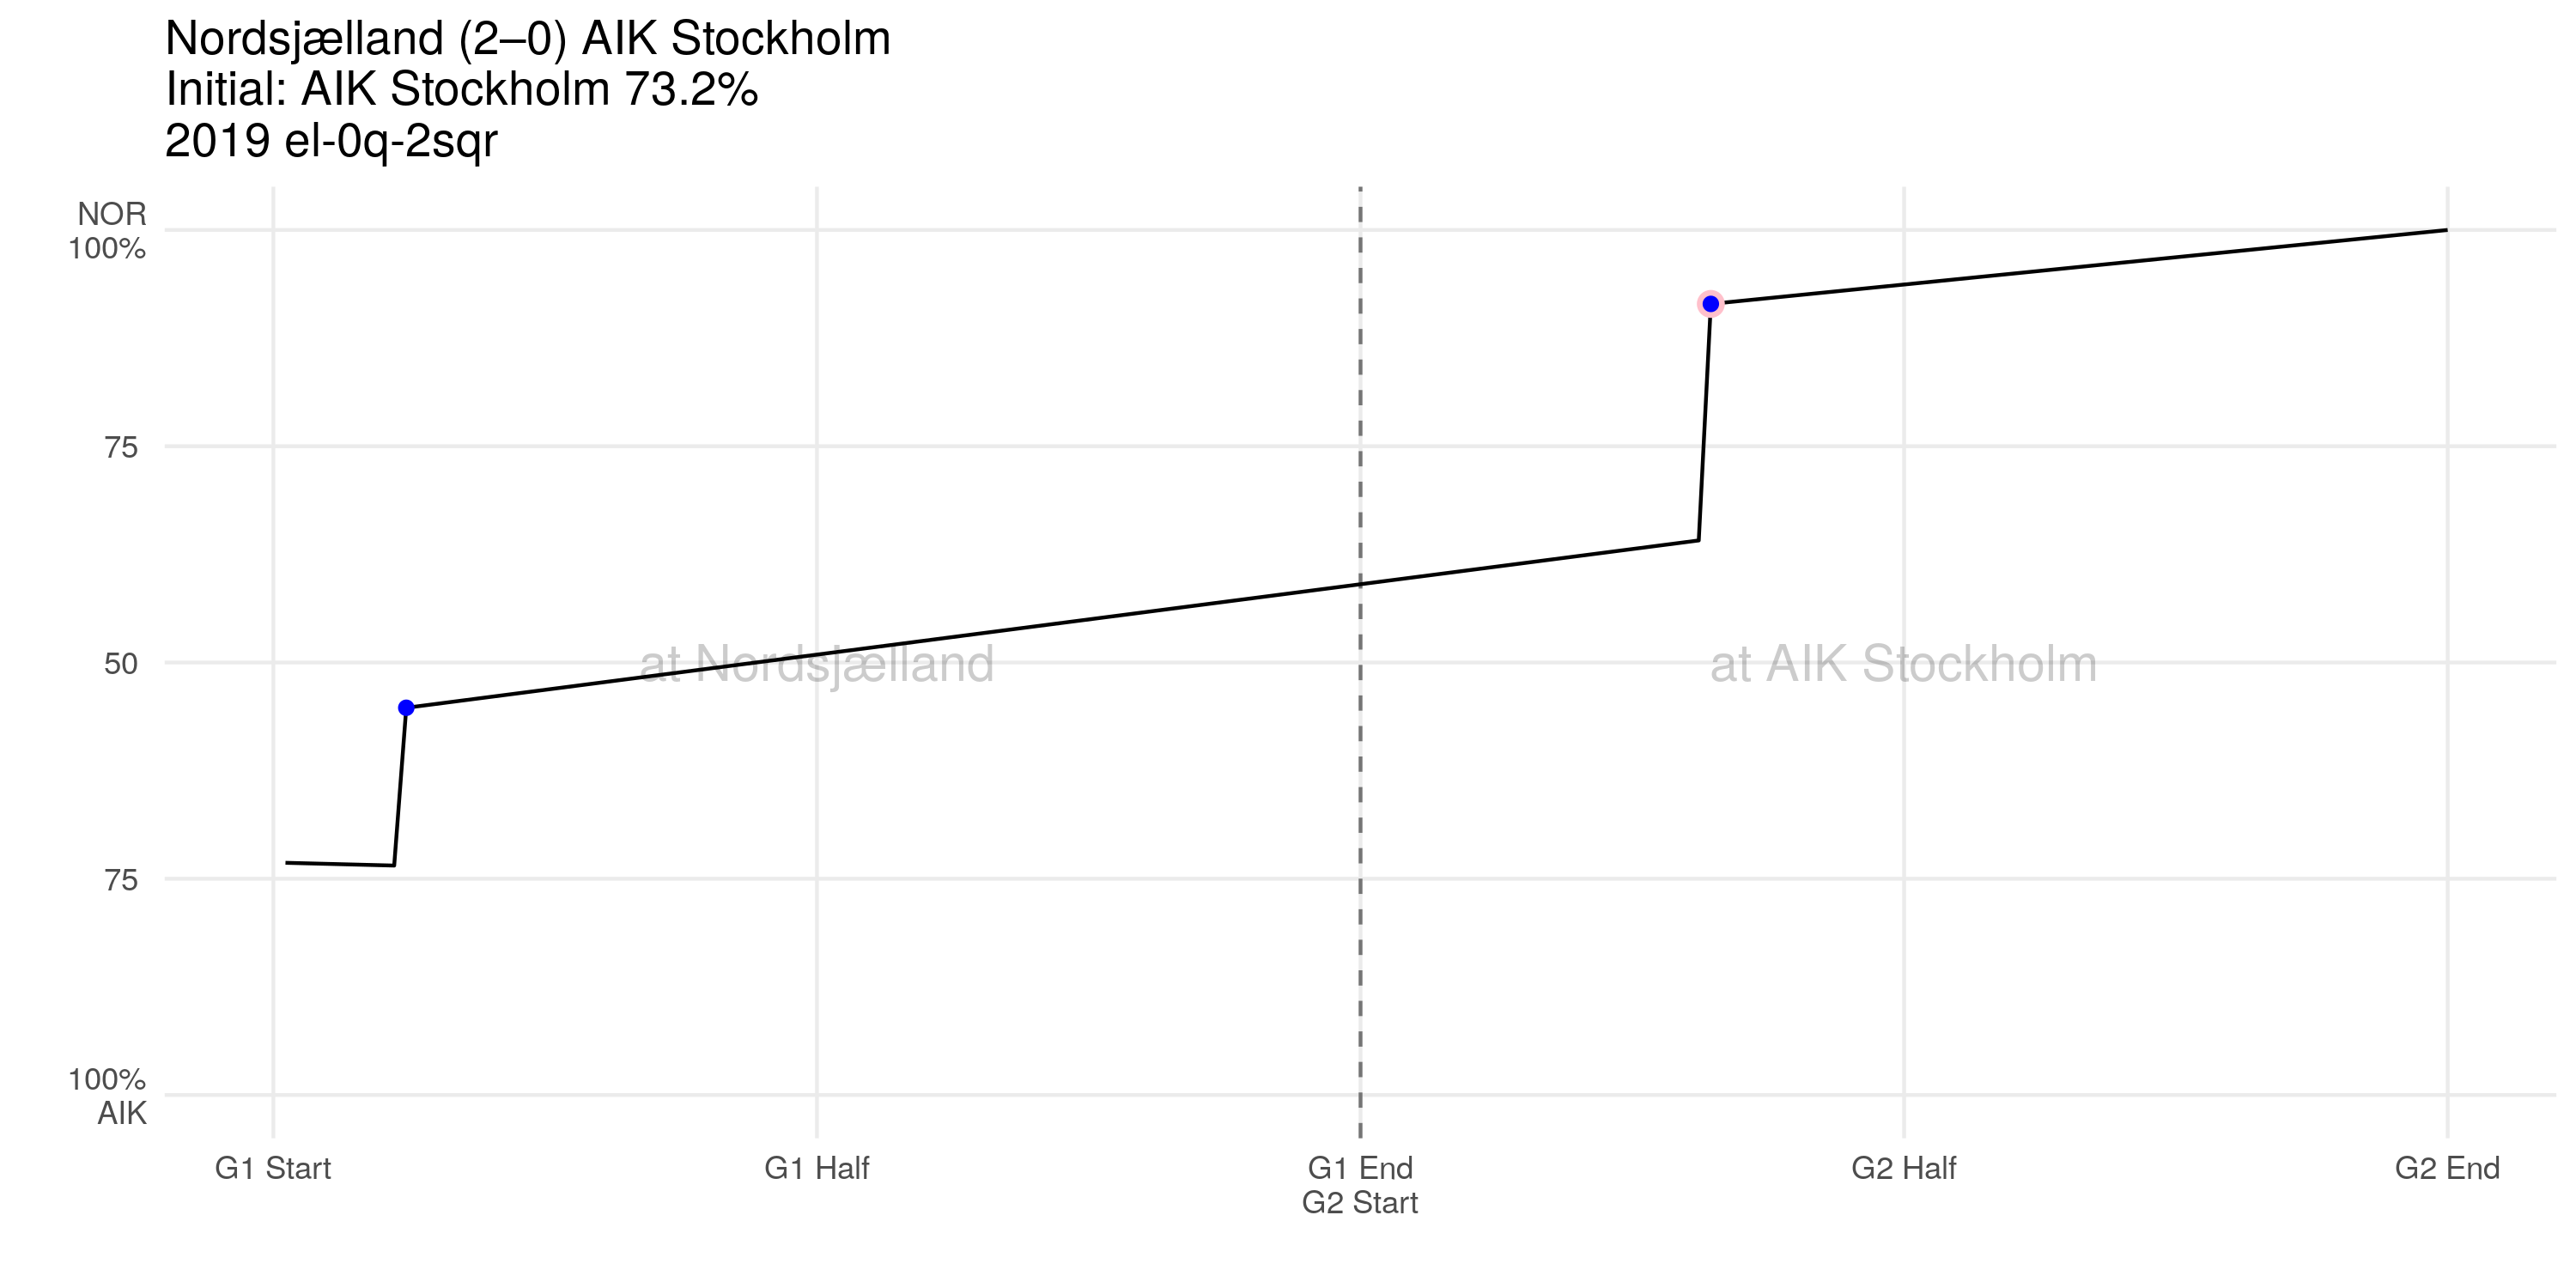 Nordsjælland (2–0) AIK Stockholm
Initial: AIK Stockholm 73.2%
2019 el-0q-2sqr
NOR
100%
75
50
75
100%
AIK
at Nordsjælland
at AIK Stockholm
G1 Start
G1 Half
G1 End
G2 Start
G2 Half
G2 End